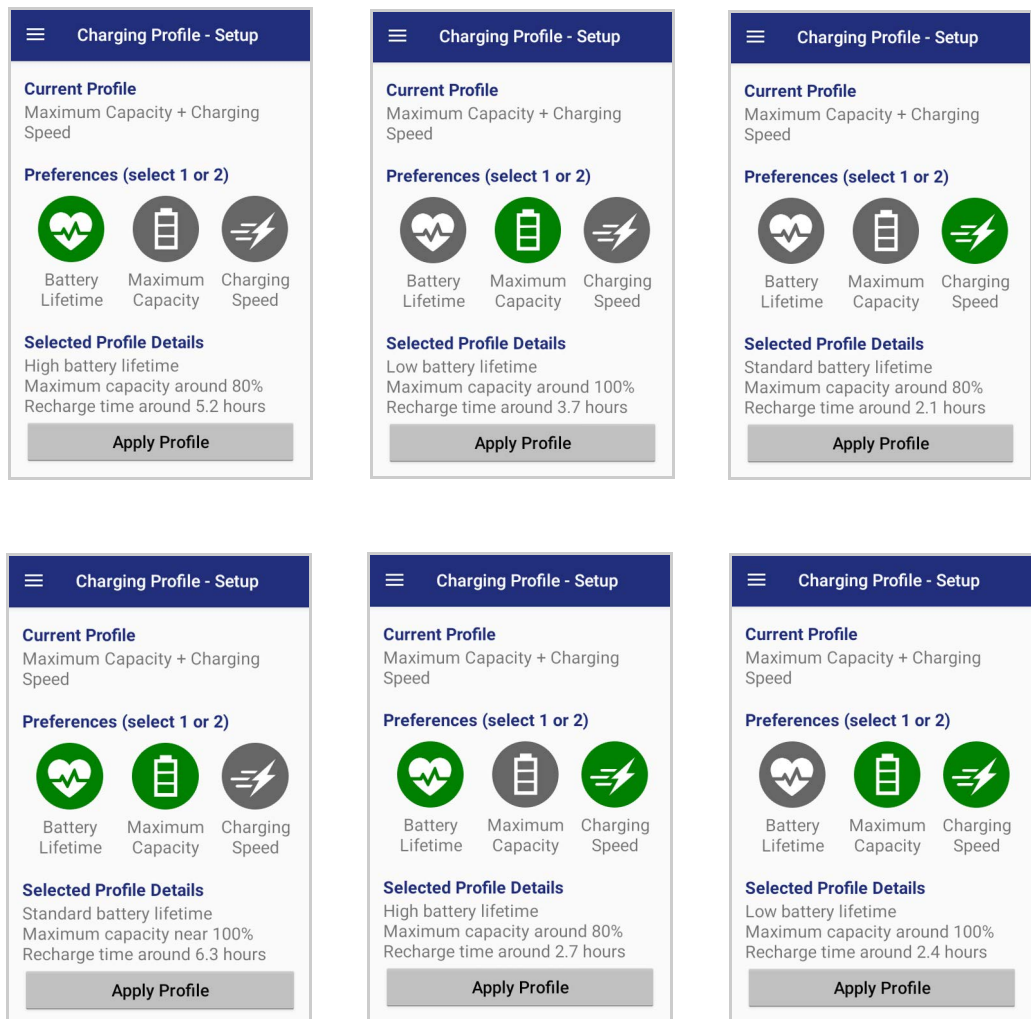 Charging Profile - Setup
Current Profile
Maximum Capacity + Charging
Speed
Preferences (select 1 or 2)
Battery
Lifetime
Maximum
Capacity
Charging
Speed
Selected Profile Details
High battery lifetime
Maximum capacity around 80%
Recharge time around 5.2 hours
Apply Profile
Charging Profile - Setup
Current Profile
Maximum Capacity + Charging
Speed
Preferences (select 1 or 2)
Battery
Lifetime
Maximum
Capacity
Charging
Speed
Selected Profile Details
Low battery lifetime
Maximum capacity around 100%
Recharge time around 3.7 hours
Apply Profile
Charging Profile - Setup
Current Profile
Maximum Capacity + Charging
Speed
Preferences (select 1 or 2)
Battery
Lifetime
Maximum
Capacity
Charging
Speed
Selected Profile Details
Standard battery lifetime
Maximum capacity around 80%
Recharge time around 2.1 hours
Apply Profile
Charging Profile - Setup
Current Profile
Maximum Capacity + Charging
Speed
Preferences (select 1 or 2)
Battery
Lifetime
Maximum
Capacity
Charging
Speed
Selected Profile Details
Standard battery lifetime
Maximum capacity near 100%
Recharge time around 6.3 hours
Apply Profile
Charging Profile - Setup
Current Profile
Maximum Capacity + Charging
Speed
Preferences (select 1 or 2)
Battery
Lifetime
Maximum
Capacity
Charging
Speed
Selected Profile Details
High battery lifetime
Maximum capacity around 80%
Recharge time around 2.7 hours
Apply Profile
Charging Profile - Setup
Current Profile
Maximum Capacity + Charging
Speed
Preferences (select 1 or 2)
Battery
Lifetime
Maximum
Capacity
Charging
Speed
Selected Profile Details
Low battery lifetime
Maximum capacity around 100%
Recharge time around 2.4 hours
Apply Profile